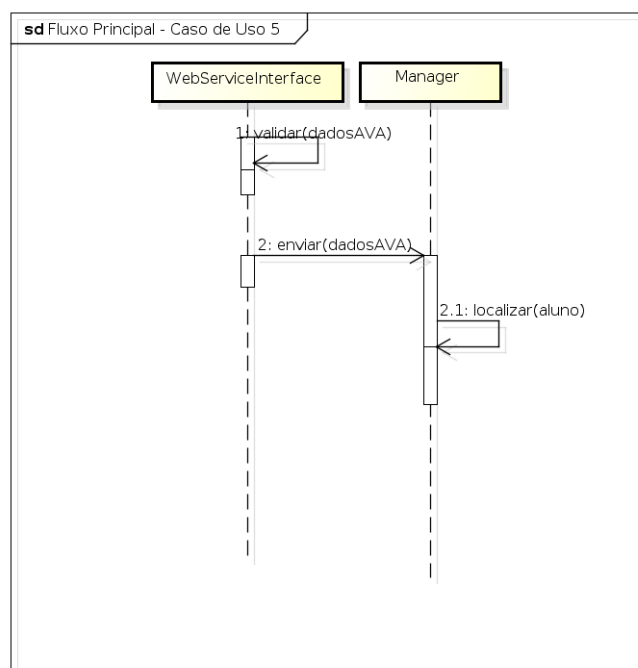 sd Fluxo Principal - Caso de Uso 5
WebServiceInterface
Manager
1: validar(dadosAVA)
2: enviar(dadosAVA)
2.1: localizar(aluno)